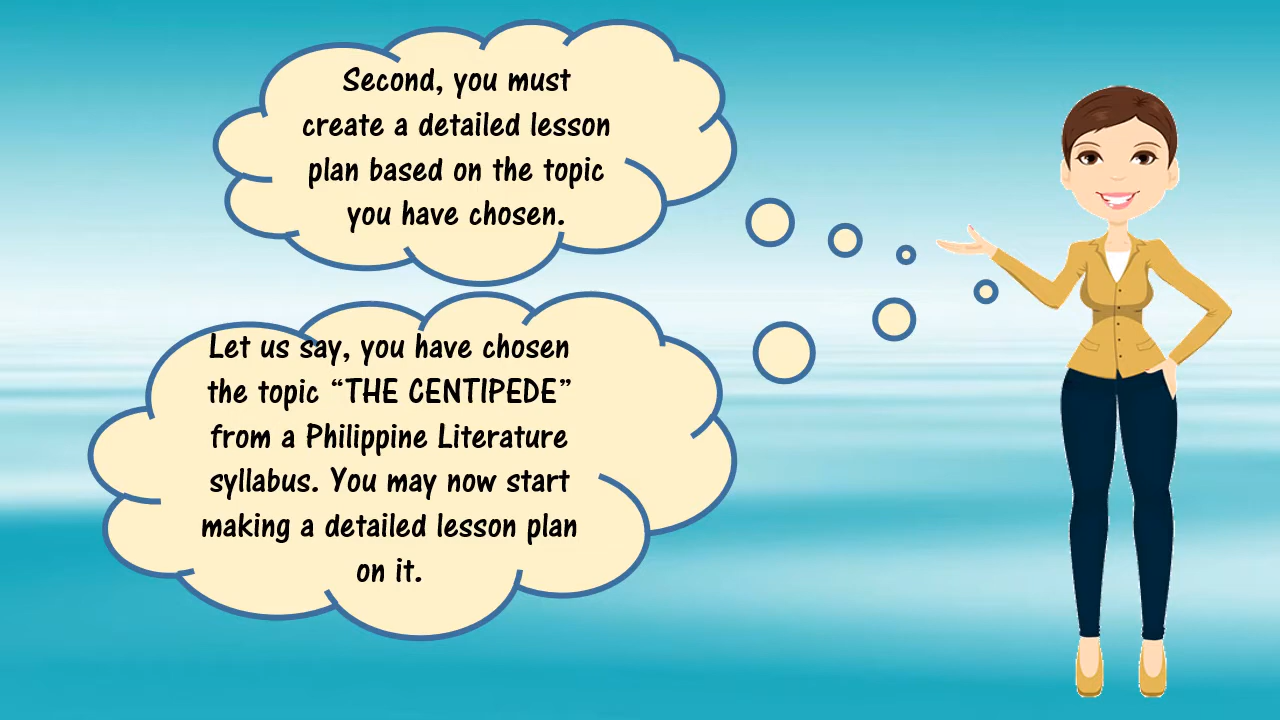 Second, you must
create a detailed lesson
plan based on the topic
you have chosen.
Let us say, you have chosen
the topic “THE CENTIPEDE”
from a Philippine Literature
syllabus. You may now start
making a detailed lesson plan
on it.